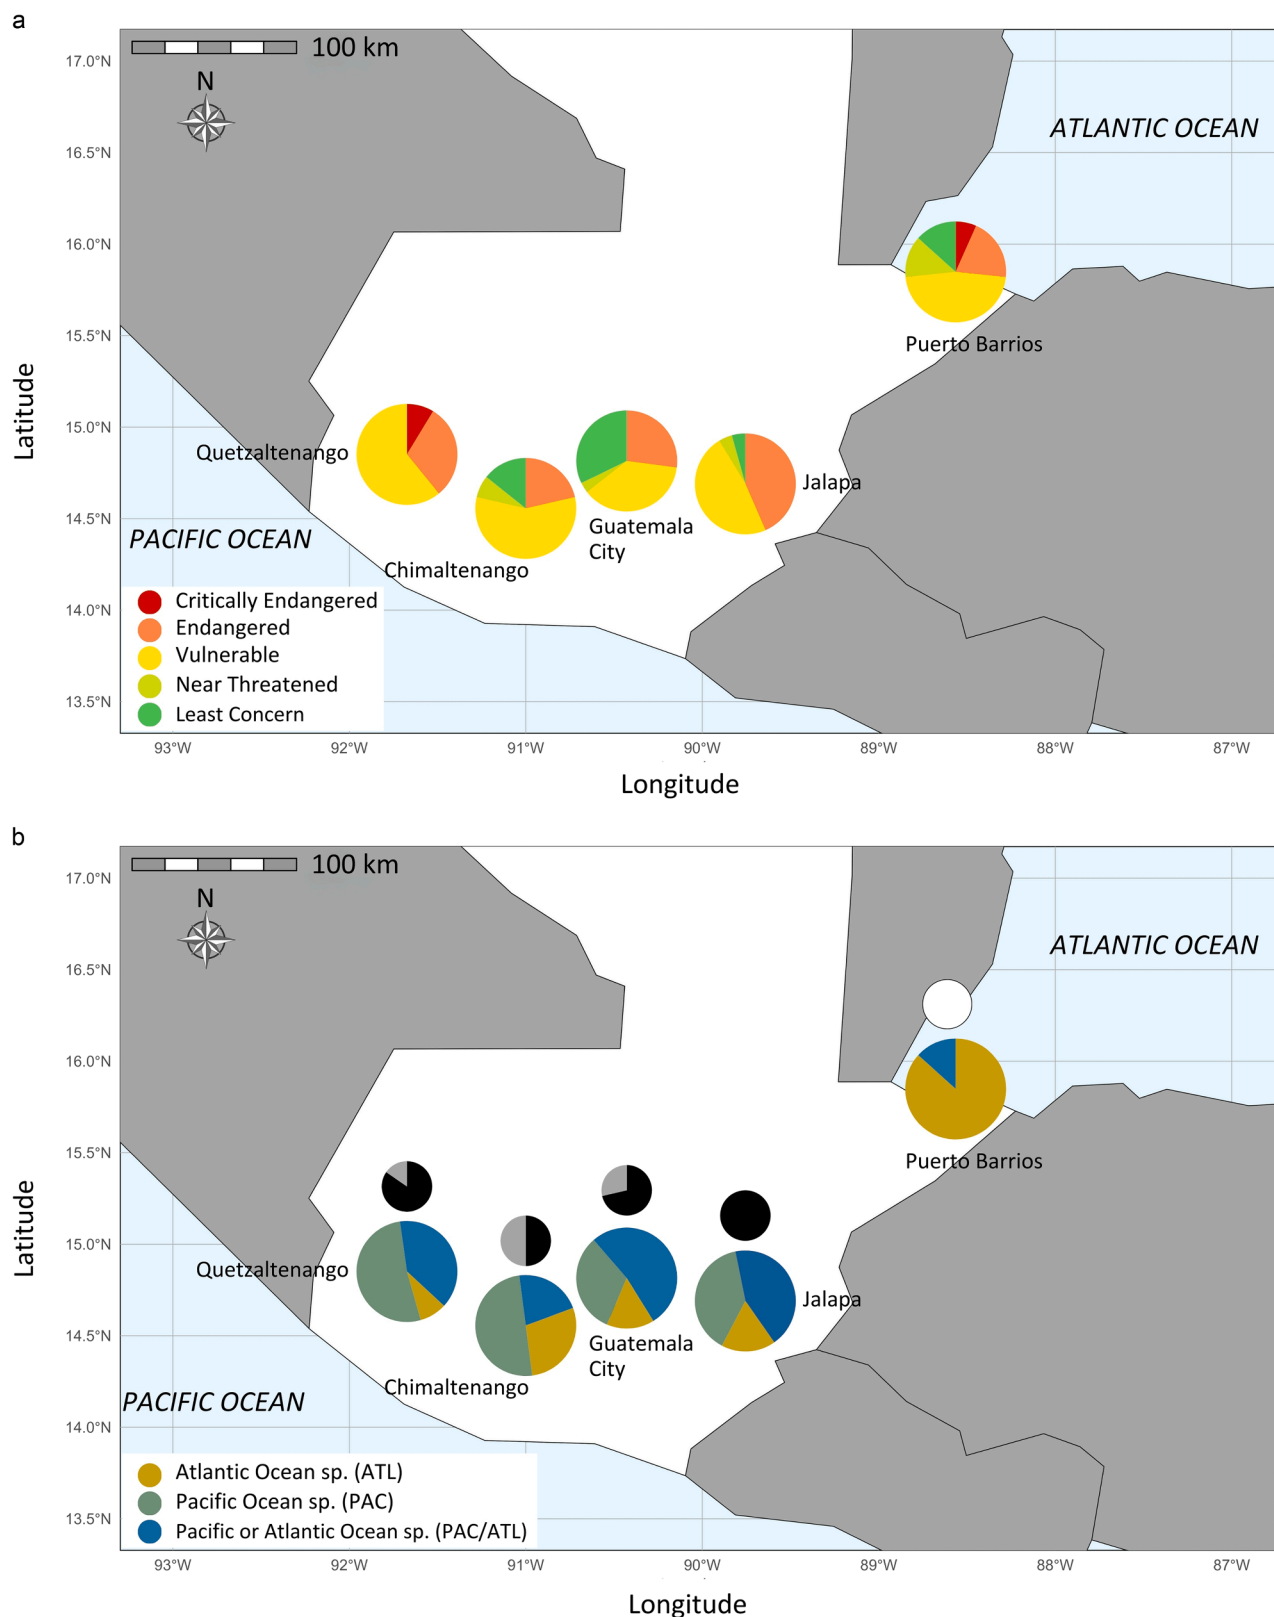 a
100 km
N
17.0°N
16.5°N
16.0°N
15.5°N
15.0°N
14.5°N
14.0°N
13.5°N
Latitude
ATLANTIC OCEAN
Puerto Barrios
Quetzaltenango
Jalapa
Guatemala
City
Chimaltenango
PACIFIC OCEAN
Critically Endangered
Endangered
Vulnerable
Near Threatened
Least Concern
93°W 92°W 91°W 90°W 89°W 88°W 87°W
Longitude
b
100 km
N
17.0°N
16.5°N
16.0°N
15.5°N
15.0°N
14.5°N
14.0°N
13.5°N
Latitude
ATLANTIC OCEAN
Puerto Barrios
Quetzaltenango
Jalapa
Guatemala
City
Chimaltenango
PACIFIC OCEAN
Atlantic Ocean sp. (ATL)
Pacific Ocean sp. (PAC)
Pacific or Atlantic Ocean sp. (PAC/ATL)
93°W 92°W 91°W 90°W 89°W 88°W 87°W
Longitude